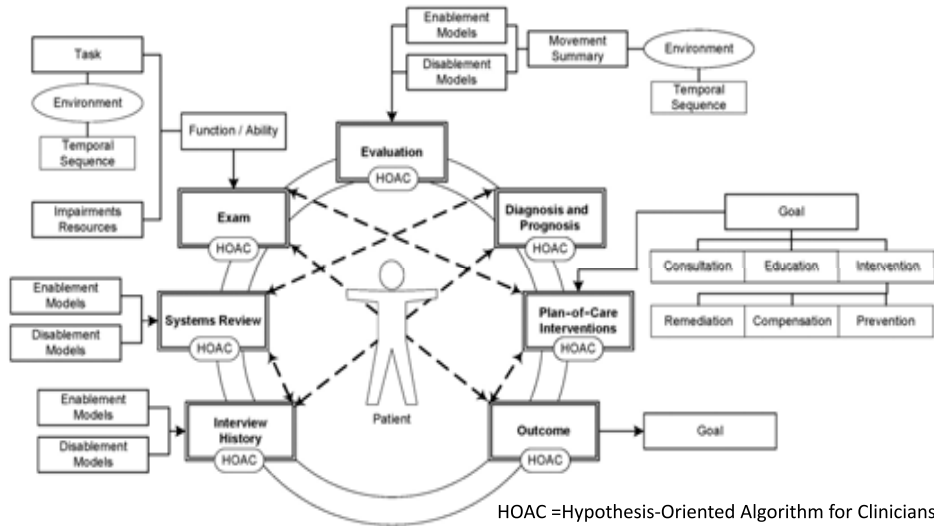 Enablement
Models
Disablement
Models
Movement
Summary
Environment
Temporal
Sequence
Task
Environment
Temporal
Sequence
Impairments
Resources
Function / Ability
Evaluation
HOAC
Exam
HOAC
Diagnosis and
Prognosis
HOAC
Goal
Consultation
Education
Intervention
Remediation
Compensation
Prevention
Enablement
Models
Disablement
Models
Systems Review
HOAC
Plan-of-Care
Interventions
HOAC
Patient
Enablement
Models
Disablement
Models
Interview
History
HOAC
Outcome
HOAC
Goal
HOAC =Hypothesis-Oriented Algorithm for Clinicians